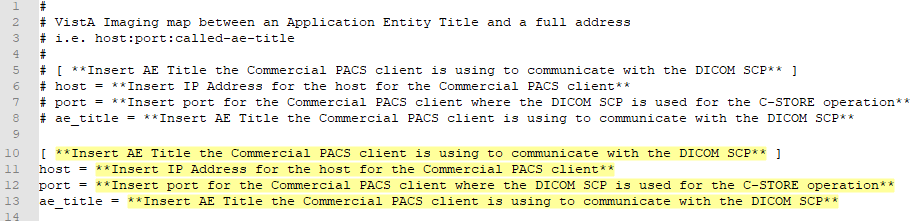 1 #
2 # VistA Imaging map between an Application Entity Title and a full address
3 # i.e. host:port:called-ae-title
4 #
5 # [ **Insert AE Title the Commercial PACS client is using to communicate with the DICOM SCP** ]
6 # host = **Insert IP Address for the host for the Commercial PACS client**
7 # port = **Insert port for the Commercial PACS client where the DICOM SCP is used for the C-STORE operation**
8 # ae_title = **Insert AE Title the Commercial PACS client is using to communicate with the DICOM SCP**
9
10 [ **Insert AE Title the Commercial PACS client is using to communicate with the DICOM SCP** ]
11 host = **Insert IP Address for the host for the Commercial PACS client**
12 port = **Insert port for the Commercial PACS client where the DICOM SCP is used for the C-STORE operation**
13 ae_title = **Insert AE Title the Commercial PACS client is using to communicate with the DICOM SCP**
14